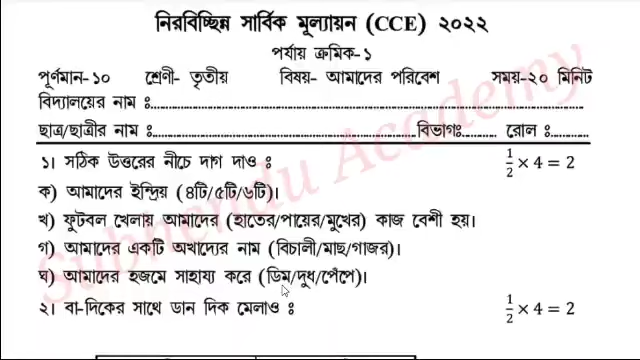 নিরবিচ্ছিন্ন সার্বিক মূল্যায়ন (CCE) ২০২২
পর্যায় ক্রমিক-১
পূর্ণমান-১০ শ্রেণী- তৃতীয় বিষয়- আমাদের পরিবেশ সময়-২০ মিনিট
বিদ্যালয়ের নাম ঃ
ছাত্র/ছাত্রীর নাম ঃ বিভাগঃ রোল ঃ
১। সঠিক উত্তরের নীচে দাগ দাও ঃ 1/2 × 4 = 2
ক) আমাদের ইন্দ্রিয় (৪টি/৫টি/৬টি)।
খ) ফুটবল খেলায় আমাদের (হাতের/পায়ের/মুখের) কাজ বেশী হয়।
গ) আমাদের একটি অখাদ্যের নাম (বিচালী/মাছ/গাজর)।
ঘ) আমাদের হজমে সাহায্য করে (ডিম/দুধ/পেঁপে)।
২। বা-দিকের সাথে ডান দিক মেলাও ঃ 1/2 × 4 = 2
Subhendu Academy